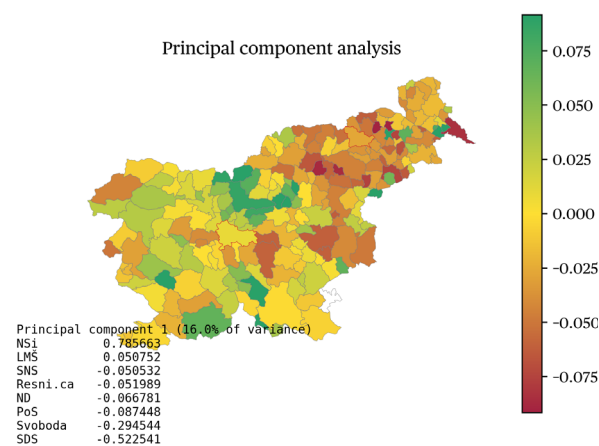 Principal component analysis
0.075
0.050
0.025
0.000
−0.025
−0.050
−0.075
Principal component 1 (16.0% of variance)
NSi 0.785663
LMŠ 0.050752
SNS -0.050532
Resni.ca -0.051989
ND -0.066781
PoS -0.087448
Svoboda -0.294544
SDS -0.522541